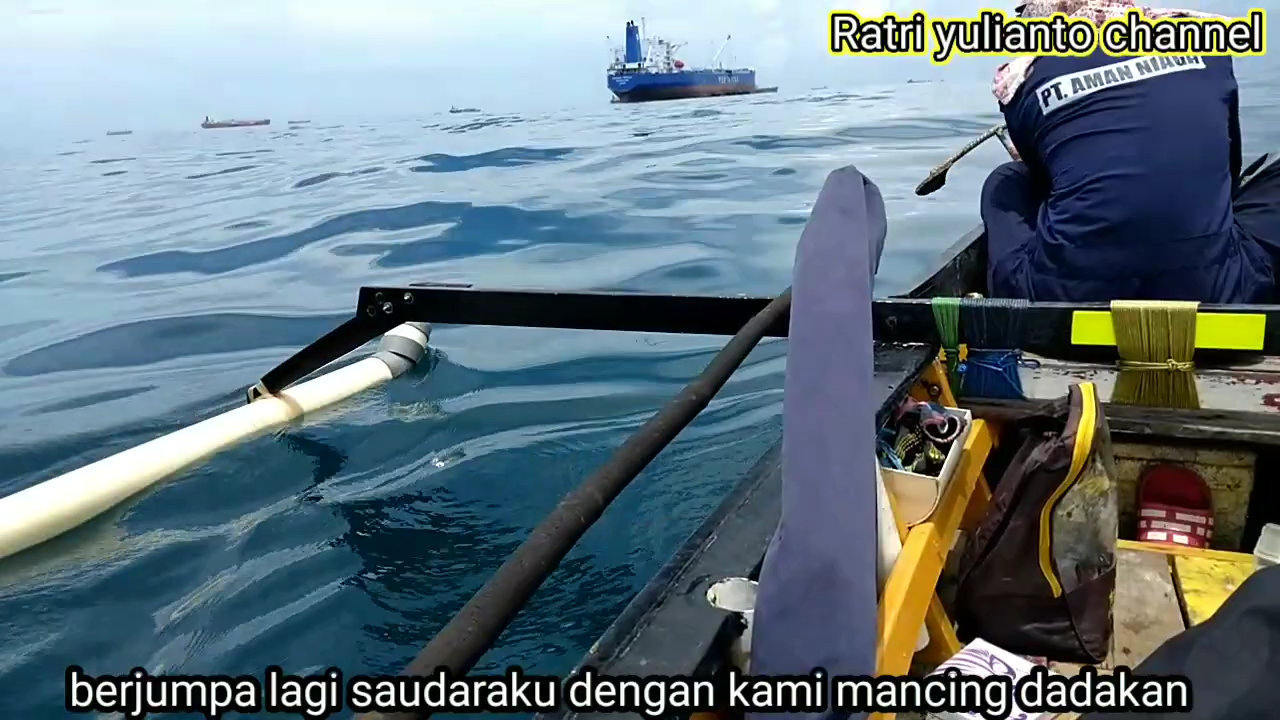 Ratri yulianto channel
PT. AMAN NIAGA
berjumpa lagi saudaraku dengan kami mancing dadakan